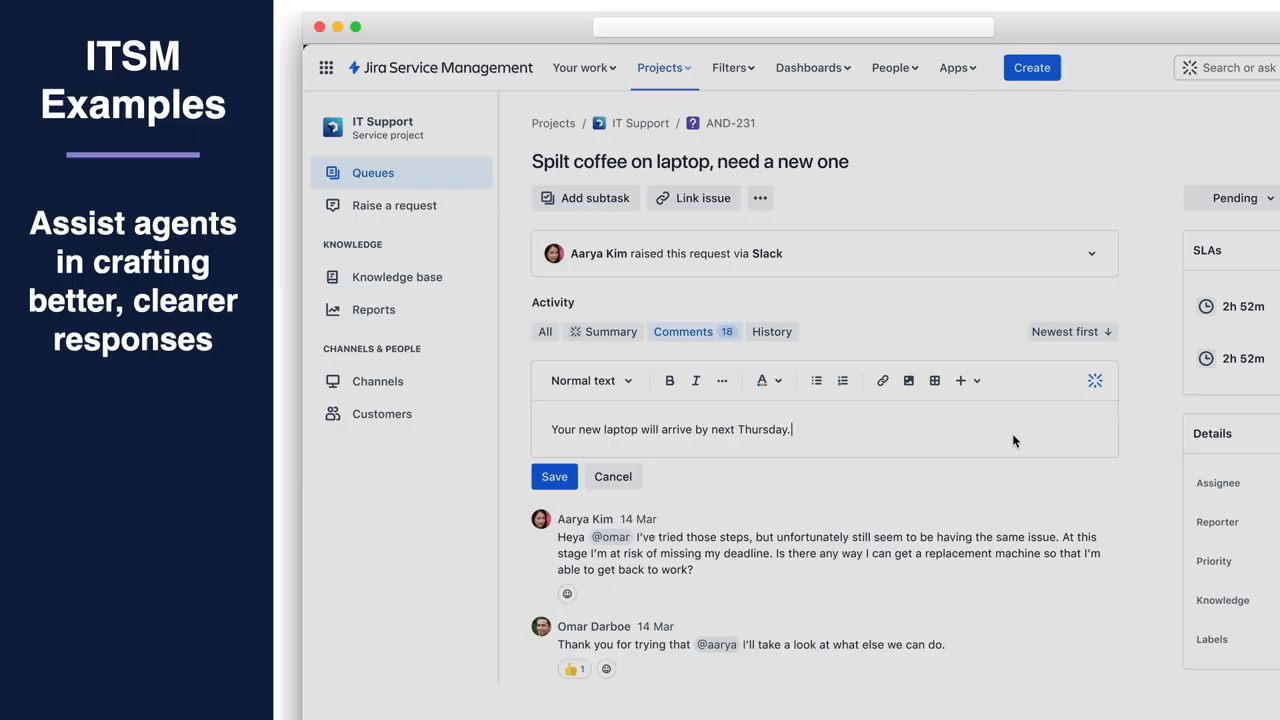 ITSM
Examples
Assist agents
in crafting
better, clearer
responses
Jira Service Management
Your work
Projects
Filters
Dashboards
People
Apps
Create
Search or ask
IT Support
Service project
Queues
Raise a request
KNOWLEDGE
Knowledge base
Reports
CHANNELS & PEOPLE
Channels
Customers
Projects / IT Support / AND-231
Spilt coffee on laptop, need a new one
Add subtask
Link issue
Aarya Kim raised this request via Slack
Activity
All
Summary
Comments 18
History
Newest first
Normal text
B
I
A
Your new laptop will arrive by next Thursday.
Save
Cancel
Aarya Kim 14 Mar
Heya @omar I've tried those steps, but unfortunately still seem to be having the same issue. At this
stage I'm at risk of missing my deadline. Is there any way I can get a replacement machine so that I'm
able to get back to work?
Omar Darboe 14 Mar
Thank you for trying that @aarya I'll take a look at what else we can do.
1
Pending
SLAs
2h 52m
2h 52m
Details
Assignee
Reporter
Priority
Knowledge
Labels